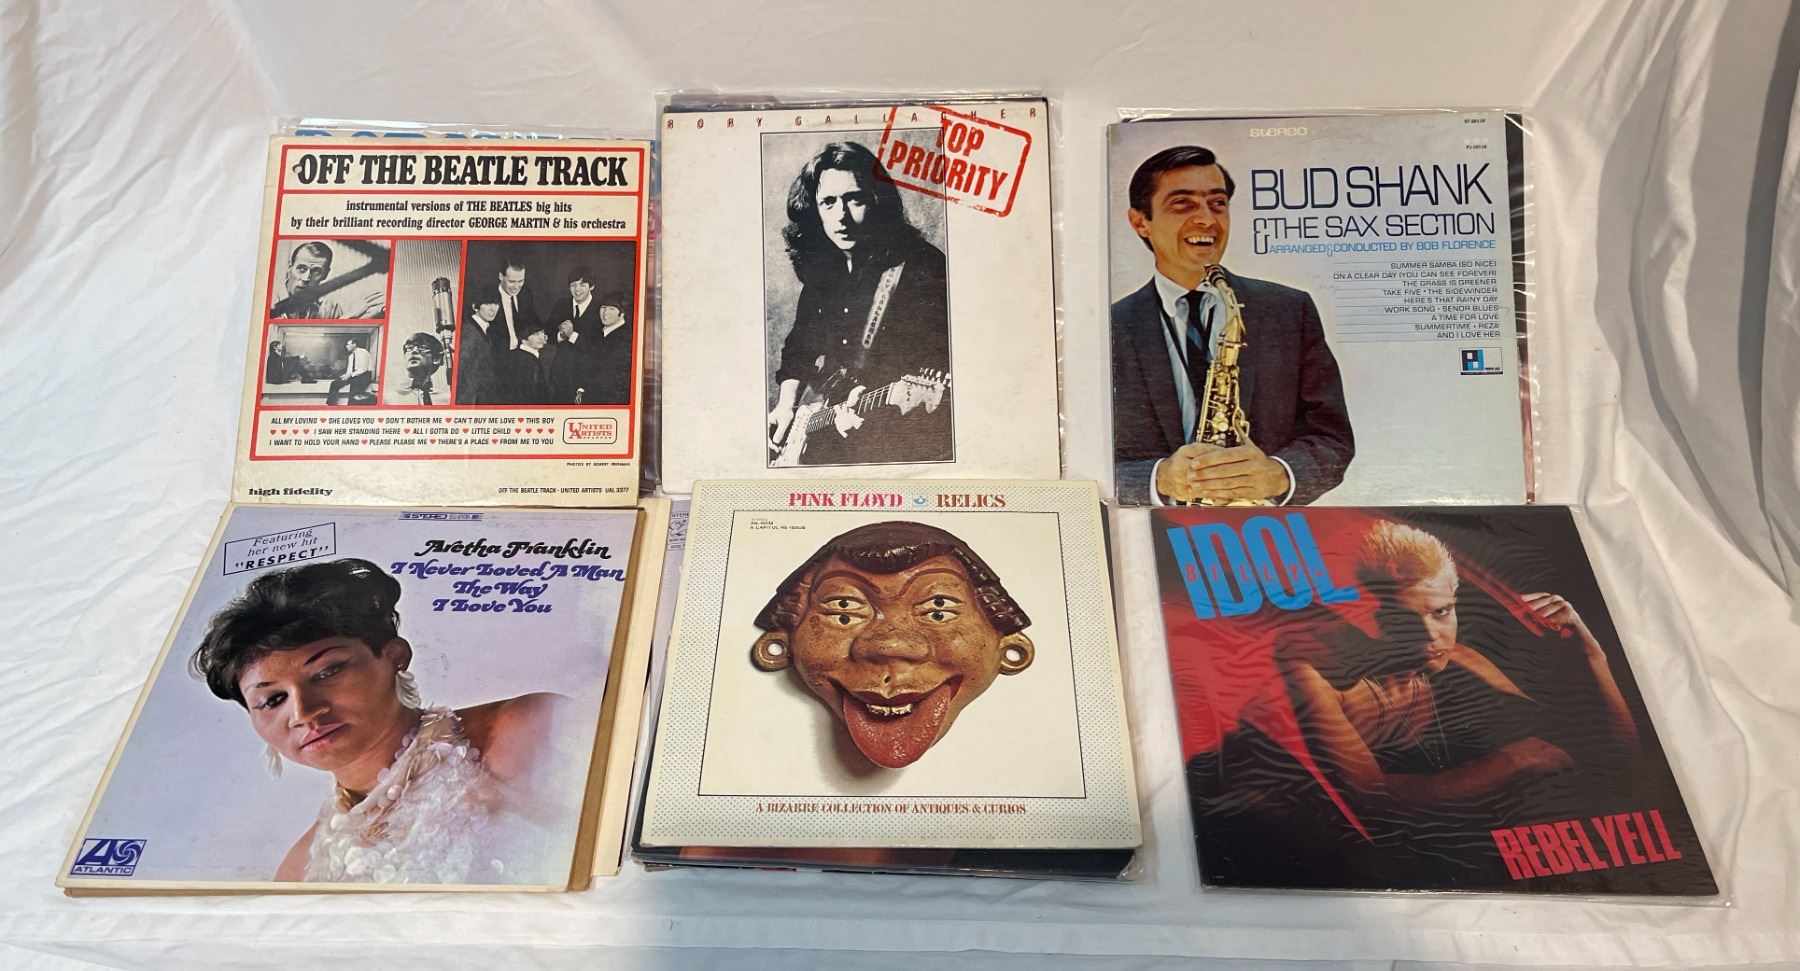 OFF THE BEATLE TRACK
instrumental versions of THE BEATLES big hits
by their brilliant recording director GEORGE MARTIN & his orchestra
ALL MY LOVING ♥ SHE LOVES YOU ♥ DON'T BOTHER ME ♥ CAN'T BUY ME LOVE ♥ THIS BOY
♥ ♥ ♥ ♥ I SAW HER STANDING THERE ♥ ALL I GOTTA DO ♥ LITTLE CHILD ♥ ♥ ♥ ♥
I WANT TO HOLD YOUR HAND ♥ PLEASE PLEASE ME ♥ THERE'S A PLACE ♥ FROM ME TO YOU
UNITED
ARTISTS
RECORDS
PHOTOS BY ROBERT FREEMAN
high fidelity
OFF THE BEATLE TRACK · UNITED ARTISTS UAL 3377
RORY GALLAGHER
TOP
PRIORITY
Stereo
BUD SHANK
& THE SAX SECTION
ARRANGED & CONDUCTED BY BOB FLORENCE
SUMMER SAMBA (SO NICE)
ON A CLEAR DAY (YOU CAN SEE FOREVER)
THE GRASS IS GREENER
TAKE FIVE • THE SIDEWINDER
HERE'S THAT RAINY DAY
WORK SONG • SENOR BLUES
A TIME FOR LOVE
SUMMERTIME • REZA
AND I LOVE HER
STEREO
Featuring
her new hit
"RESPECT"
Aretha Franklin
I Never Loved A Man
The Way
I Love You
ATLANTIC
PINK FLOYD RELICS
A CAPITOL RE-ISSUE
A BIZARRE COLLECTION OF ANTIQUES & CURIOS
IDOL
BILLY
REBEL YELL